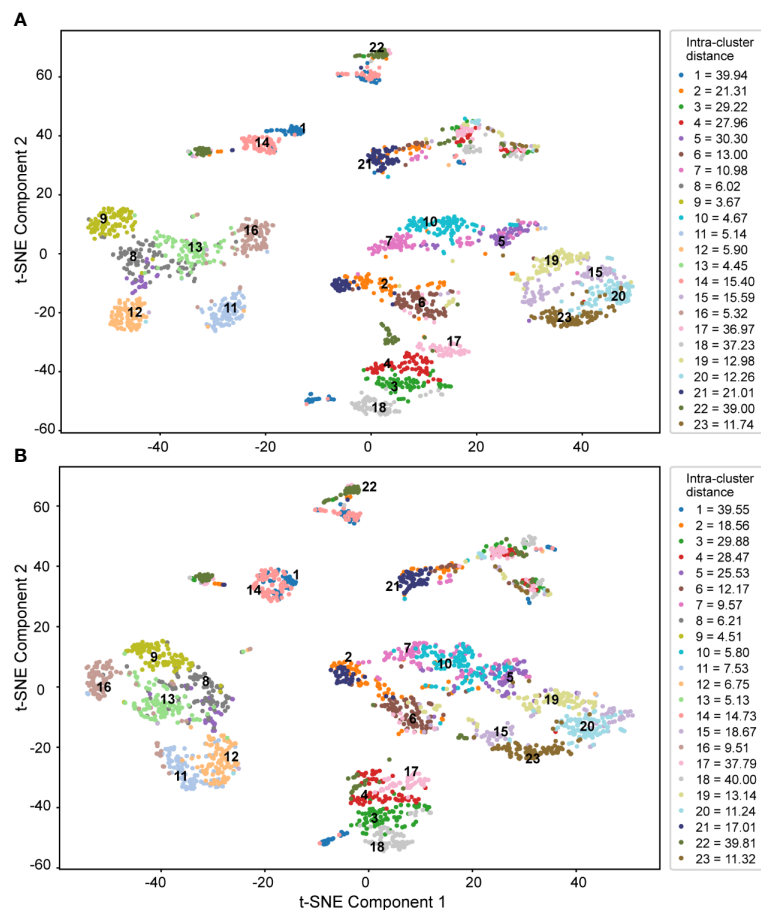 A
t-SNE Component 2
60
40
20
0
-20
-40
-60
-40
-20
0
20
40
22
1
14
21
9
16
10
7
5
13
8
19
15
2
20
6
12
11
23
17
4
3
18
Intra-cluster
distance
1 = 39.94
2 = 21.31
3 = 29.22
4 = 27.96
5 = 30.30
6 = 13.00
7 = 10.98
8 = 6.02
9 = 3.67
10 = 4.67
11 = 5.14
12 = 5.90
13 = 4.45
14 = 15.40
15 = 15.59
16 = 5.32
17 = 36.97
18 = 37.23
19 = 12.98
20 = 12.26
21 = 21.01
22 = 39.00
23 = 11.74
B
t-SNE Component 2
60
40
20
0
-20
-40
-60
-40
-20
0
20
40
t-SNE Component 1
22
1
14
21
7
2
9
10
5
8
16
13
19
6
20
15
12
23
11
17
4
3
18
Intra-cluster
distance
1 = 39.55
2 = 18.56
3 = 29.88
4 = 28.47
5 = 25.53
6 = 12.17
7 = 9.57
8 = 6.21
9 = 4.51
10 = 5.80
11 = 7.53
12 = 6.75
13 = 5.13
14 = 14.73
15 = 18.67
16 = 9.51
17 = 37.79
18 = 40.00
19 = 13.14
20 = 11.24
21 = 17.01
22 = 39.81
23 = 11.32